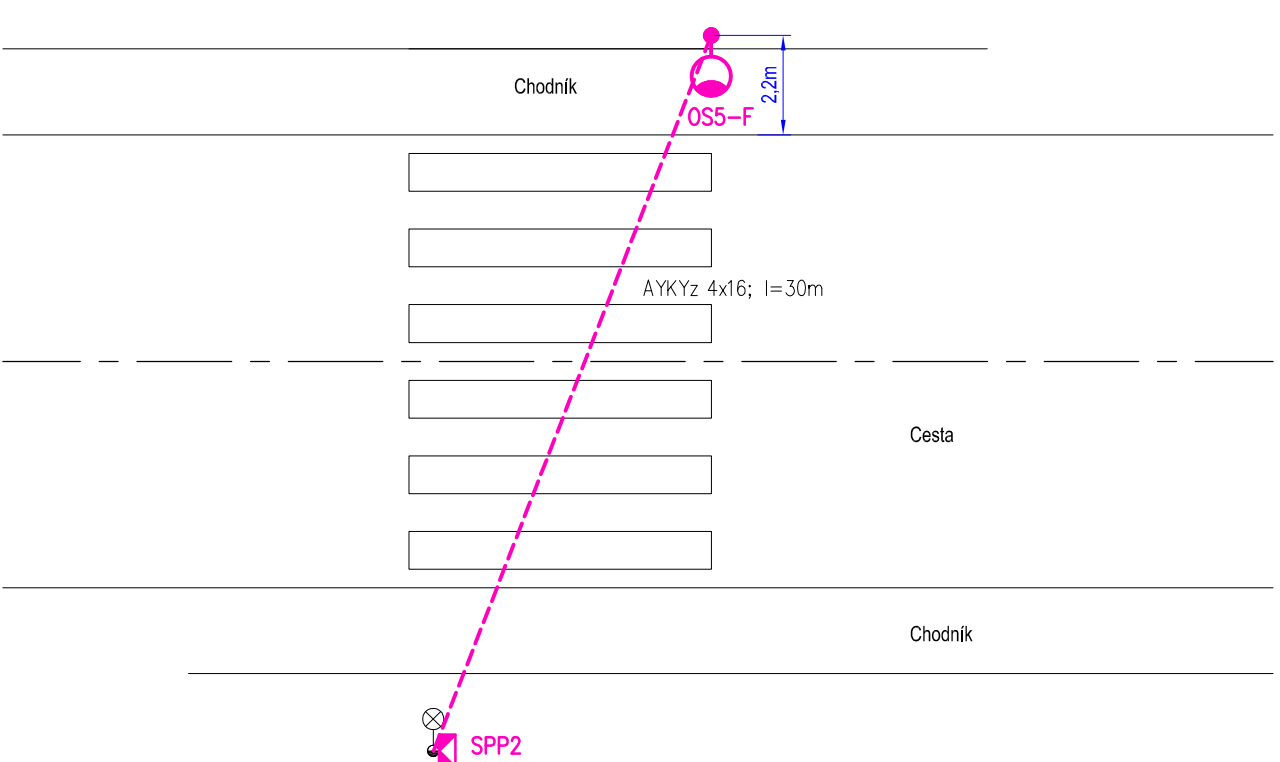 Chodník
2,2m
OS5-F
AYKYz 4x16; l=30m
Cesta
Chodník
SPP2